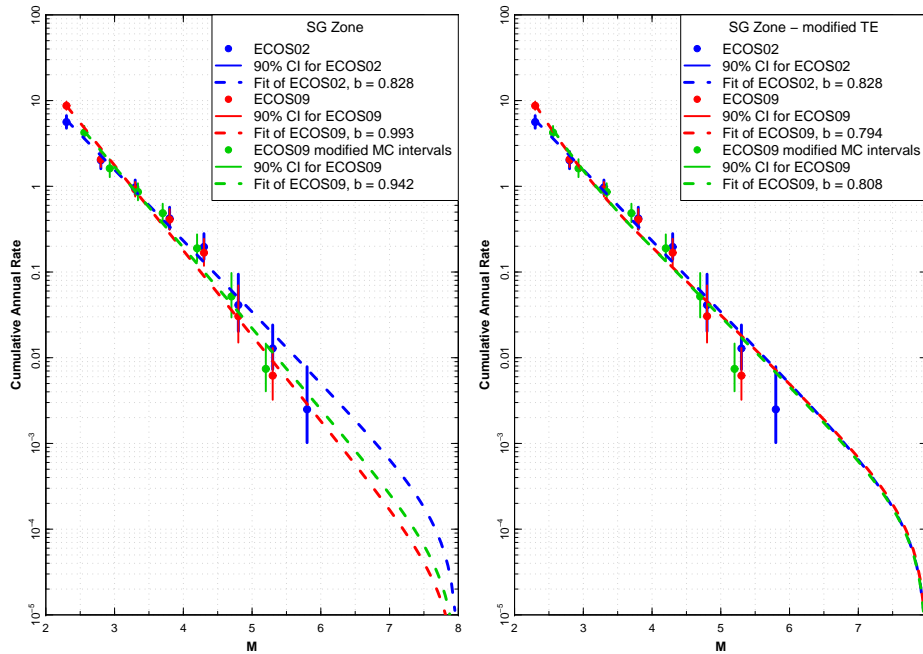 SG Zone
ECOS02
90% CI for ECOS02
Fit of ECOS02, b = 0.828
ECOS09
90% CI for ECOS09
Fit of ECOS09, b = 0.993
ECOS09 modified MC intervals
90% CI for ECOS09
Fit of ECOS09, b = 0.942
Cumulative Annual Rate
100
10
1
0.1
0.01
10⁻³
10⁻⁴
10⁻⁵
2 3 4 5 6 7 8
M
SG Zone – modified TE
ECOS02
90% CI for ECOS02
Fit of ECOS02, b = 0.828
ECOS09
90% CI for ECOS09
Fit of ECOS09, b = 0.794
ECOS09 modified MC intervals
90% CI for ECOS09
Fit of ECOS09, b = 0.808
Cumulative Annual Rate
100
10
1
0.1
0.01
10⁻³
10⁻⁴
10⁻⁵
2 3 4 5 6 7
M